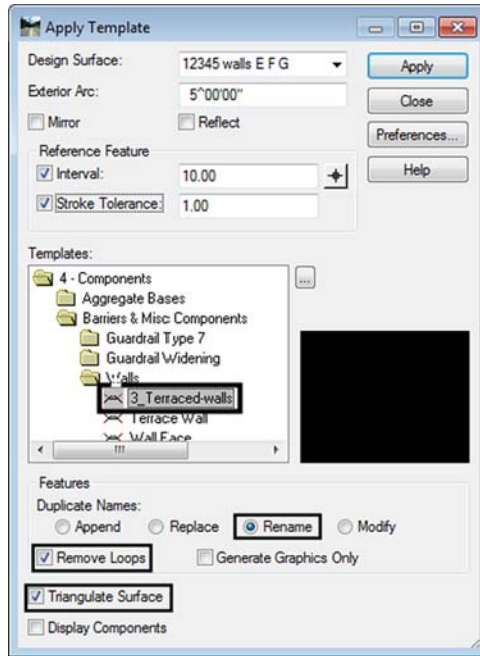 Apply Template
Design Surface: 12345 walls E F G
Apply
Exterior Arc: 5^00'00"
Close
Mirror Reflect
Preferences...
Reference Feature
Help
Interval: 10.00
Stroke Tolerance: 1.00
Templates:
4 - Components
...
Aggregate Bases
Barriers & Misc Components
Guardrail Type 7
Guardrail Widening
Walls
3_Terraced-walls
Terrace Wall
Wall Face
Features
Duplicate Names:
Append Replace Rename Modify
Remove Loops Generate Graphics Only
Triangulate Surface
Display Components